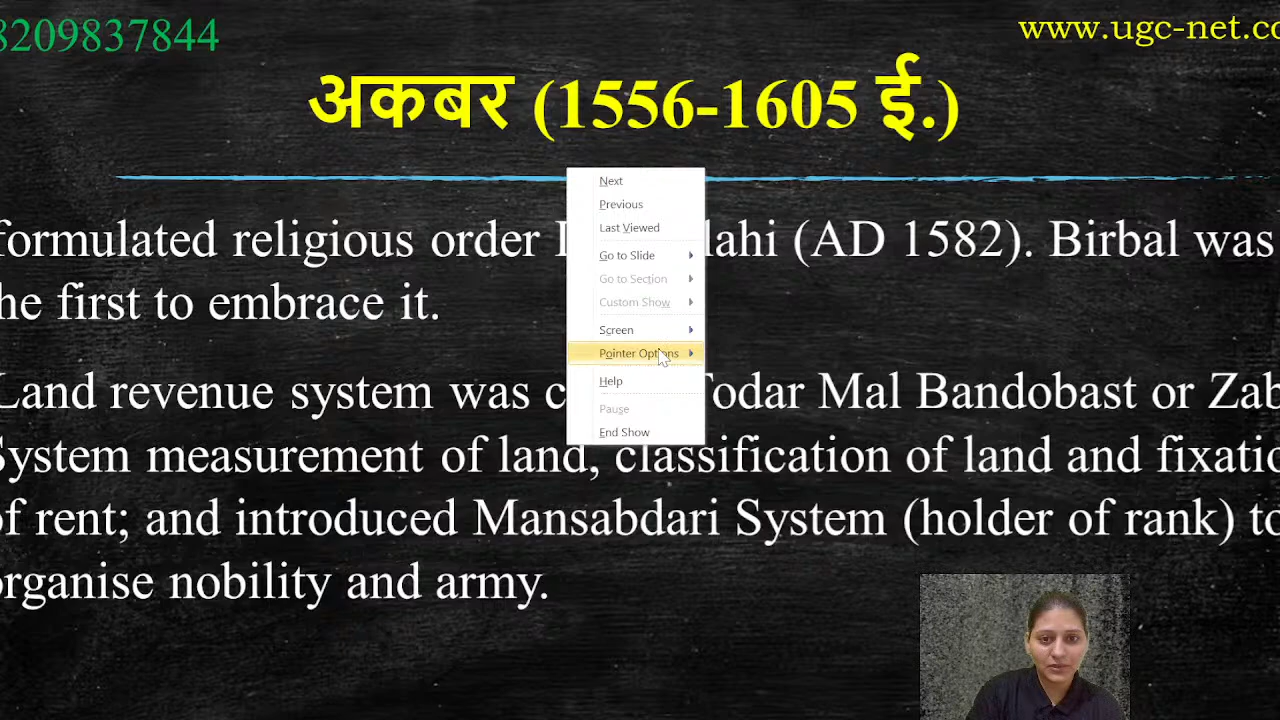 8209837844
www.ugc-net.co
अकबर (1556-1605 ई.)
formulated religious order lahi (AD 1582). Birbal was
he first to embrace it.
Land revenue system was c Todar Mal Bandobast or Zab
System measurement of land, classification of land and fixatio
of rent; and introduced Mansabdari System (holder of rank) to
organise nobility and army.
Next
Previous
Last Viewed
Go to Slide
Go to Section
Custom Show
Screen
Pointer Options
Help
Pause
End Show